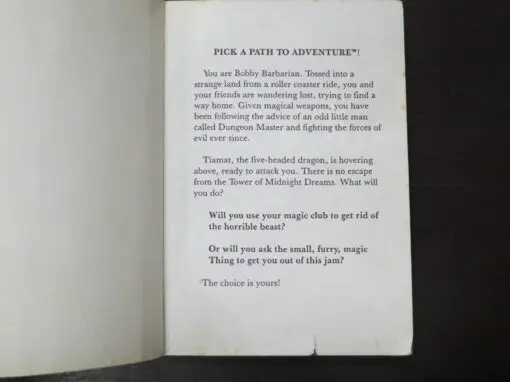 PICK A PATH TO ADVENTURE™!
You are Bobby Barbarian. Tossed into a
strange land from a roller coaster ride, you and
your friends are wandering lost, trying to find a
way home. Given magical weapons, you have
been following the advice of an odd little man
called Dungeon Master and fighting the forces of
evil ever since.
Tiamat, the five-headed dragon, is hovering
above, ready to attack you. There is no escape
from the Tower of Midnight Dreams. What will
you do?
Will you use your magic club to get rid of
the horrible beast?
Or will you ask the small, furry, magic
Thing to get you out of this jam?
The choice is yours!